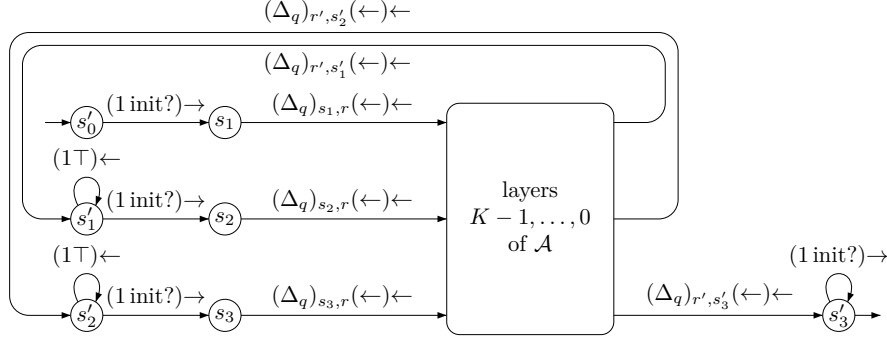 (Δ_q)_{r′,s′_2}(←)←
(Δ_q)_{r′,s′_1}(←)←
s′_0 (1 init?)→ s_1 (Δ_q)_{s_1,r}(←)←
(1⊤)←
s′_1 (1 init?)→ s_2 (Δ_q)_{s_2,r}(←)←
layers
K − 1, . . . , 0
of 𝒜
(1⊤)←
s′_2 (1 init?)→ s_3 (Δ_q)_{s_3,r}(←)←
(Δ_q)_{r′,s′_3}(←)← s′_3
(1 init?)→